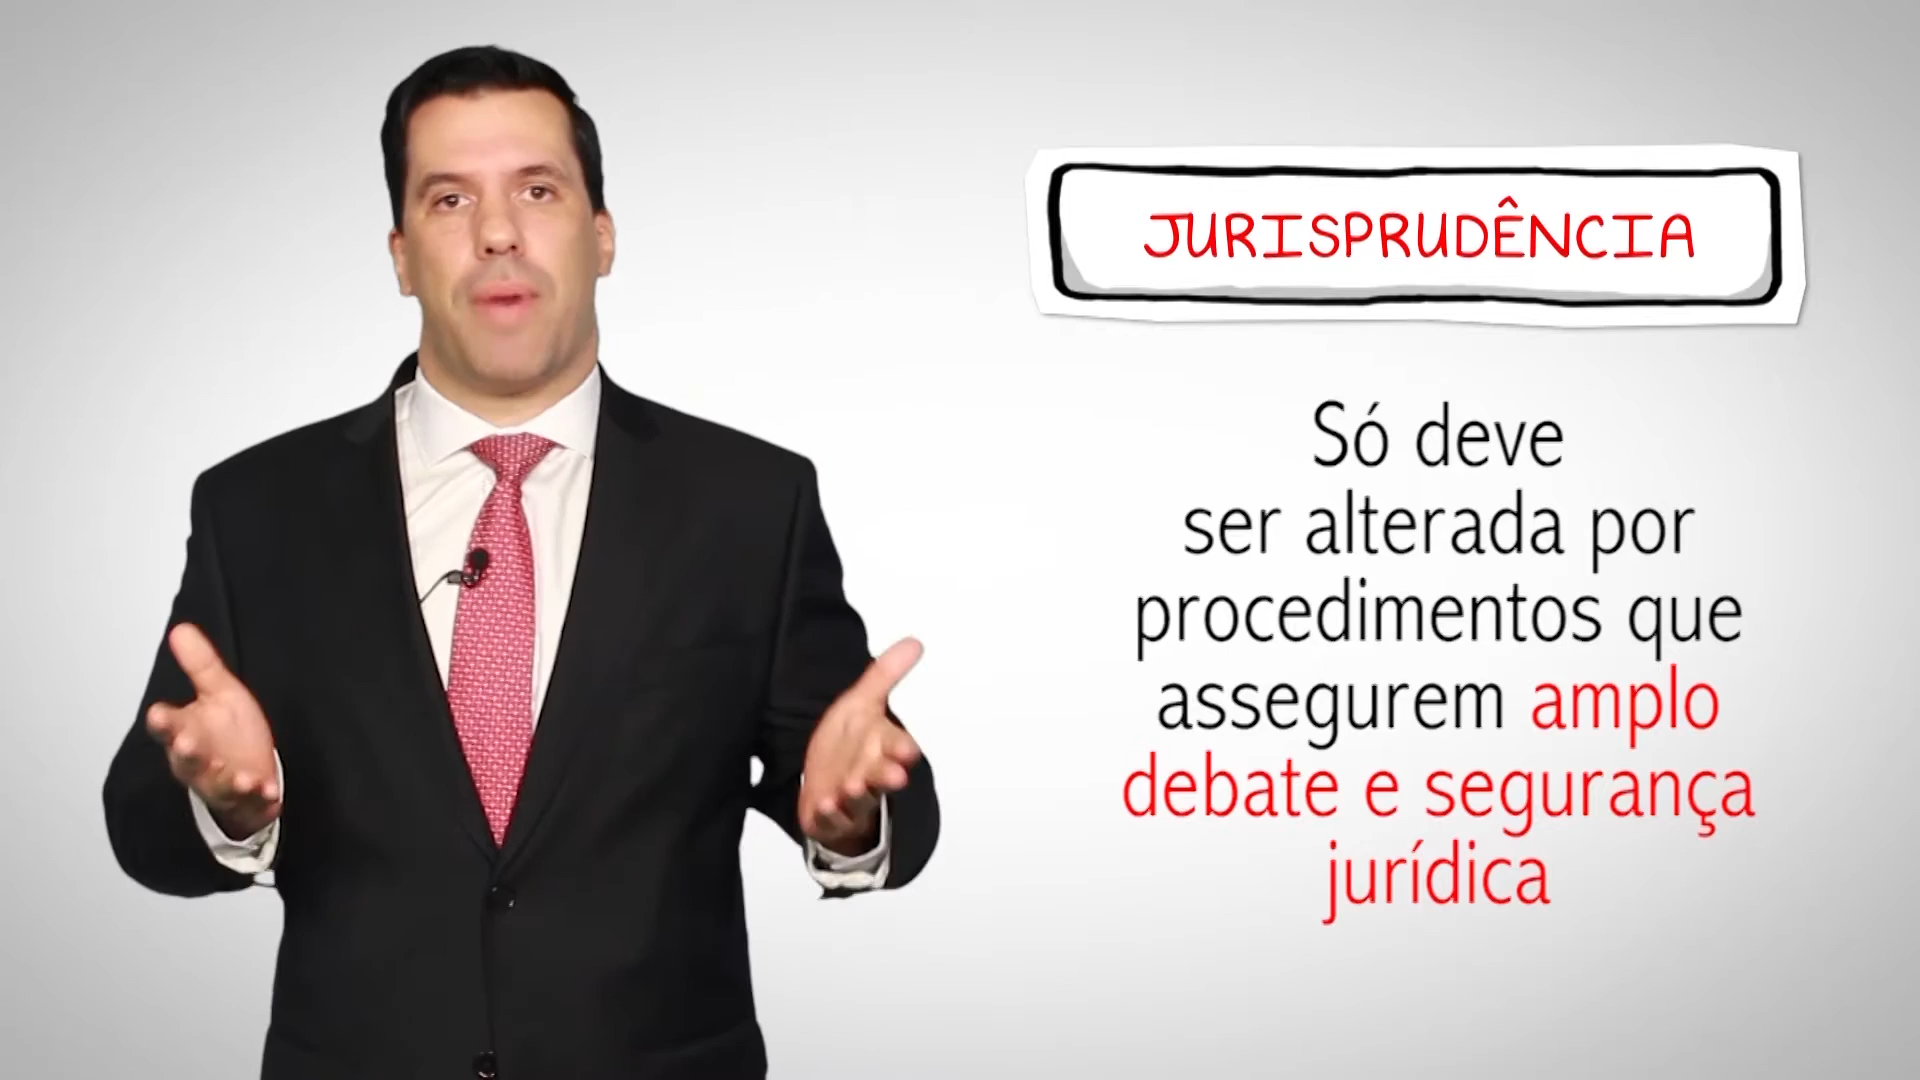 JURISPRUDÊNCIA
Só deve
ser alterada por
procedimentos que
assegurem amplo
debate e segurança
jurídica